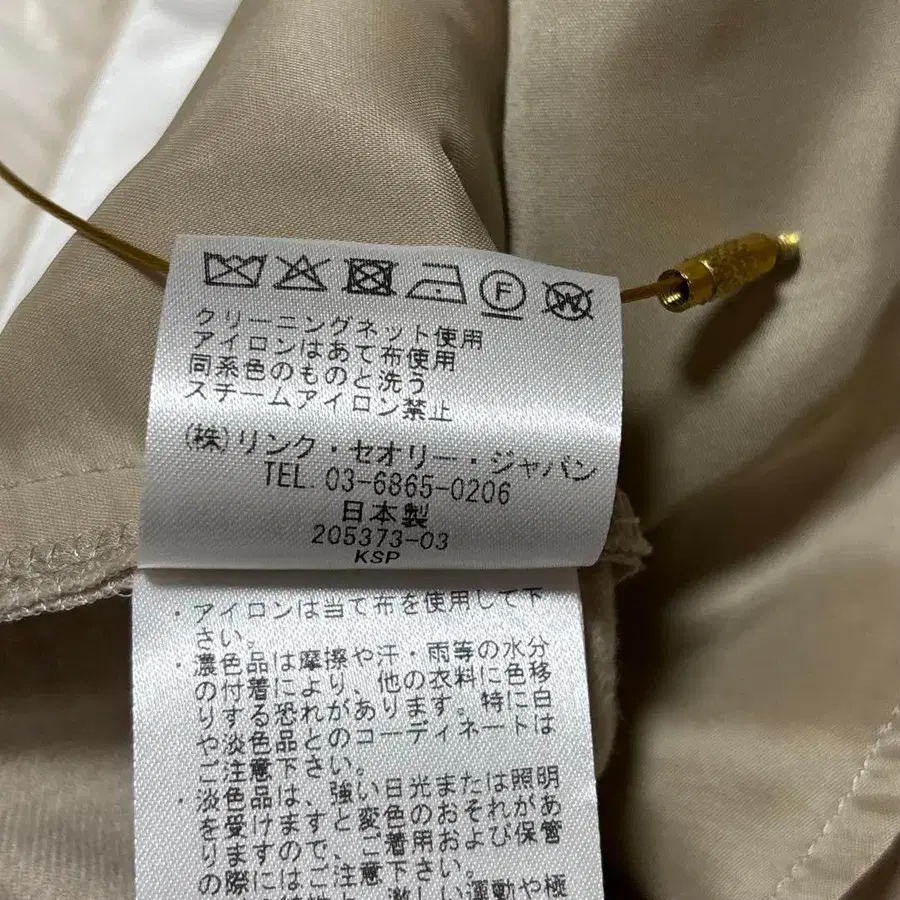 F
W
クリーニングネット使用
アイロンはあて布使用
同系色のものと洗う
スチームアイロン禁止
(株)リンク・セオリー・ジャパン
TEL. 03-6865-0206
日本製
205373-03
KSP
・アイロンは当て布を使用して下
さい。
・濃色品は摩擦や汗・雨等の水分
の付着により、他の衣料に色移
りする恐れがあります。特に白
や淡色品とのコーディネートは
ご注意下さい。
・淡色品は、強い日光または照明
を受けますと変色のおそれがあ
りますので、ご着用および保管
の際にはご注意下さい。
激しい運動や極